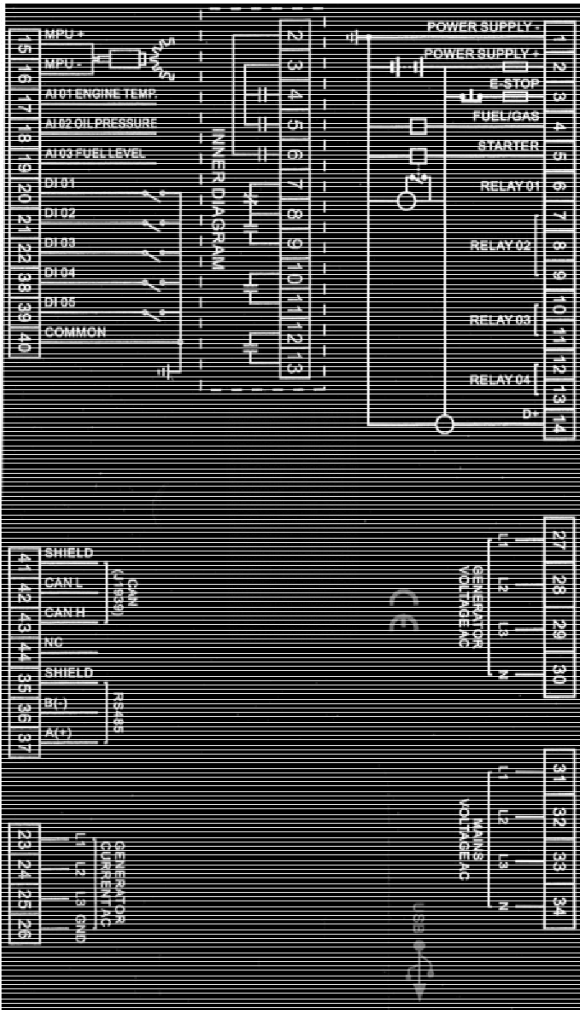 15 MPU +
16 MPU -
17 AI 01 ENGINE TEMP.
18 AI 02 OIL PRESSURE
19 AI 03 FUEL LEVEL
20 DI 01
21 DI 02
22 DI 03
38 DI 04
39 DI 05
40 COMMON
INNER DIAGRAM
2
3
4
5
6
7
8
9
10
11
12
13
POWER SUPPLY - 1
POWER SUPPLY + 2
E-STOP 3
FUEL/GAS 4
STARTER 5
RELAY 01 6
7
RELAY 02 8
9
10
RELAY 03 11
12
RELAY 04 13
D+ 14
41 SHIELD
42 CAN L
43 CAN H
CAN
(J1939)
44 NC
35 SHIELD
36 B(-)
37 A(+)
RS485
CE
L1 27
L2 28
L3 29
N 30
GENERATOR
VOLTAGE AC
L1 31
L2 32
L3 33
N 34
MAINS
VOLTAGE AC
23 L1
24 L2
25 L3
26 GND
GENERATOR
CURRENT AC
USB